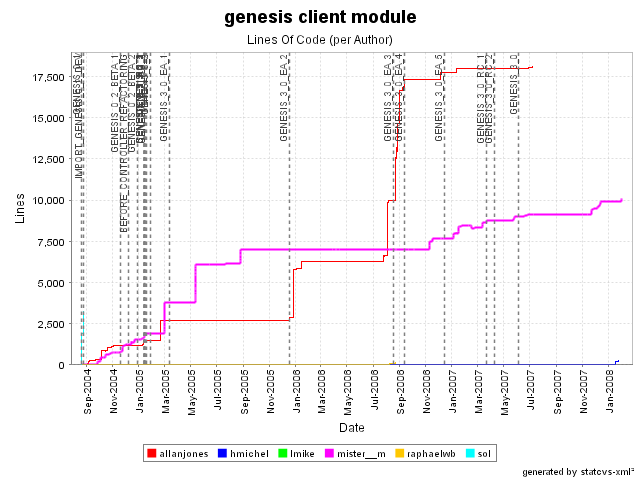 genesis client module
Lines Of Code (per Author)
Lines
17,500
15,000
12,500
10,000
7,500
5,000
2,500
0
BEFORE_CONTROLLER_REFACTORING
GENESIS_3_0_EA_1
GENESIS_3_0_EA_2
GENESIS_3_0_EA_3
GENESIS_3_0_EA_4
GENESIS_3_0_EA_5
GENESIS_3_0_RC_1
GENESIS_3_0_RC_2
GENESIS_3_0
Sep-2004
Nov-2004
Jan-2005
Mar-2005
May-2005
Jul-2005
Sep-2005
Nov-2005
Jan-2006
Mar-2006
May-2006
Jul-2006
Sep-2006
Nov-2006
Jan-2007
Mar-2007
May-2007
Jul-2007
Sep-2007
Nov-2007
Jan-2008
Date
allanjones
hmichel
lmike
mister__m
raphaelwb
sol
generated by statcvs-xml²